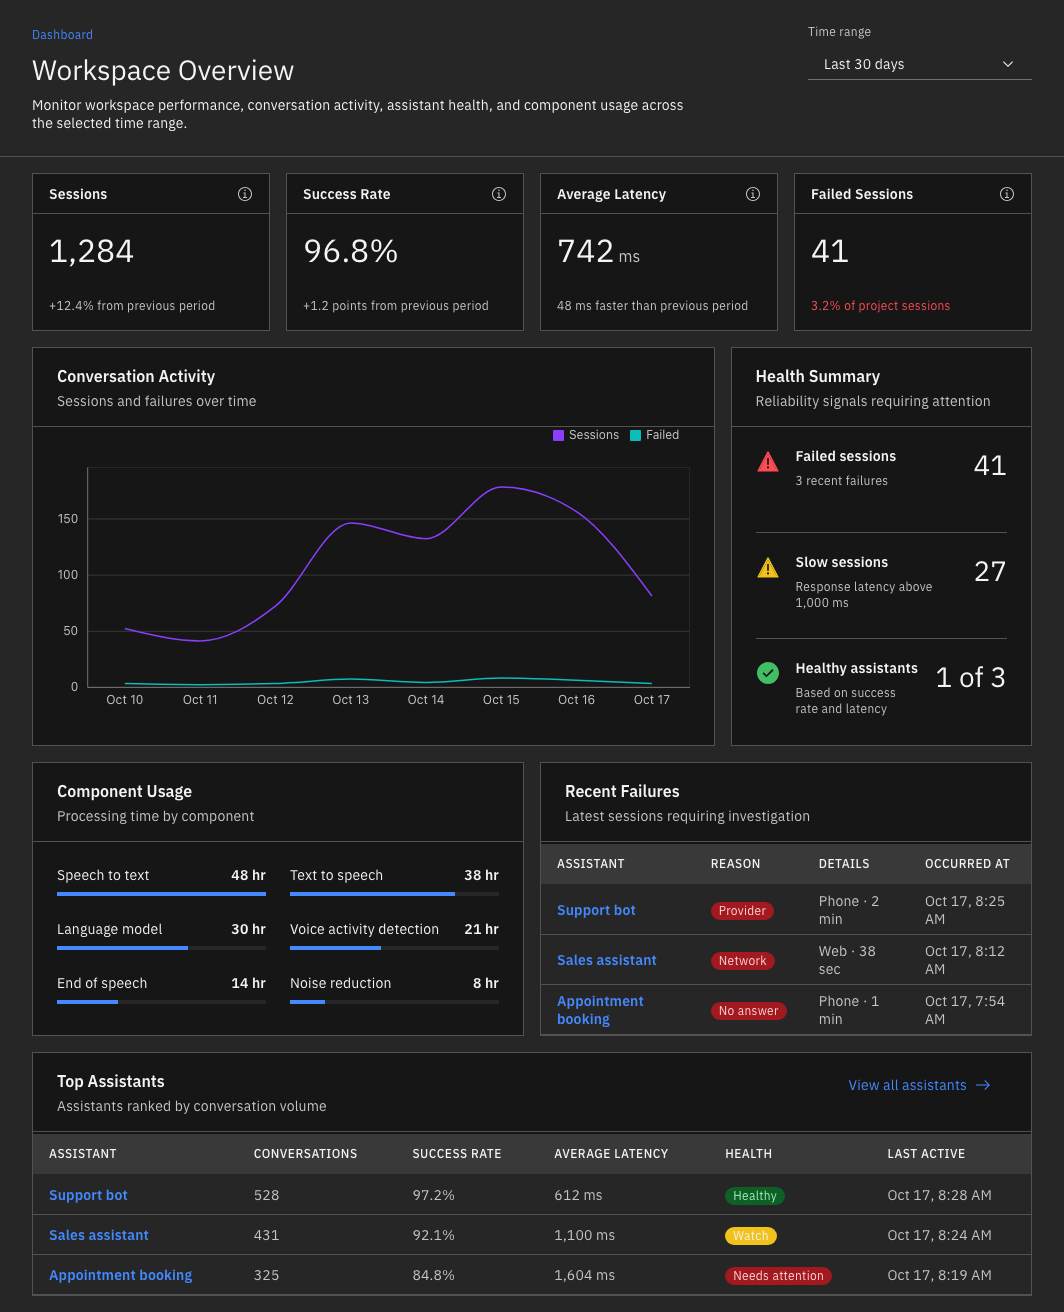 Dashboard
Time range
Workspace Overview
Last 30 days
Monitor workspace performance, conversation activity, assistant health, and component usage across
the selected time range.
Sessions
1,284
+12.4% from previous period
Success Rate
96.8%
+1.2 points from previous period
Average Latency
742 ms
48 ms faster than previous period
Failed Sessions
41
3.2% of project sessions
Conversation Activity
Sessions and failures over time
Sessions Failed
150
100
50
0
Oct 10 Oct 11 Oct 12 Oct 13 Oct 14 Oct 15 Oct 16 Oct 17
Health Summary
Reliability signals requiring attention
Failed sessions 41
3 recent failures
Slow sessions 27
Response latency above
1,000 ms
Healthy assistants 1 of 3
Based on success
rate and latency
Component Usage
Processing time by component
Speech to text 48 hr Text to speech 38 hr
Language model 30 hr Voice activity detection 21 hr
End of speech 14 hr Noise reduction 8 hr
Recent Failures
Latest sessions requiring investigation
ASSISTANT REASON DETAILS OCCURRED AT
Support bot Provider Phone · 2 min Oct 17, 8:25 AM
Sales assistant Network Web · 38 sec Oct 17, 8:12 AM
Appointment booking No answer Phone · 1 min Oct 17, 7:54 AM
Top Assistants
Assistants ranked by conversation volume
View all assistants
ASSISTANT CONVERSATIONS SUCCESS RATE AVERAGE LATENCY HEALTH LAST ACTIVE
Support bot 528 97.2% 612 ms Healthy Oct 17, 8:28 AM
Sales assistant 431 92.1% 1,100 ms Watch Oct 17, 8:24 AM
Appointment booking 325 84.8% 1,604 ms Needs attention Oct 17, 8:19 AM